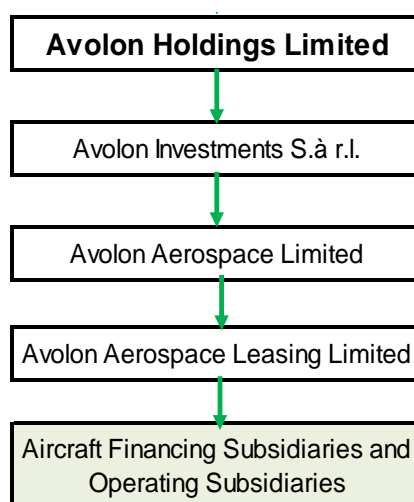 Avolon Holdings Limited
Avolon Investments S.à r.l.
Avolon Aerospace Limited
Avolon Aerospace Leasing Limited
Aircraft Financing Subsidiaries and
Operating Subsidiaries